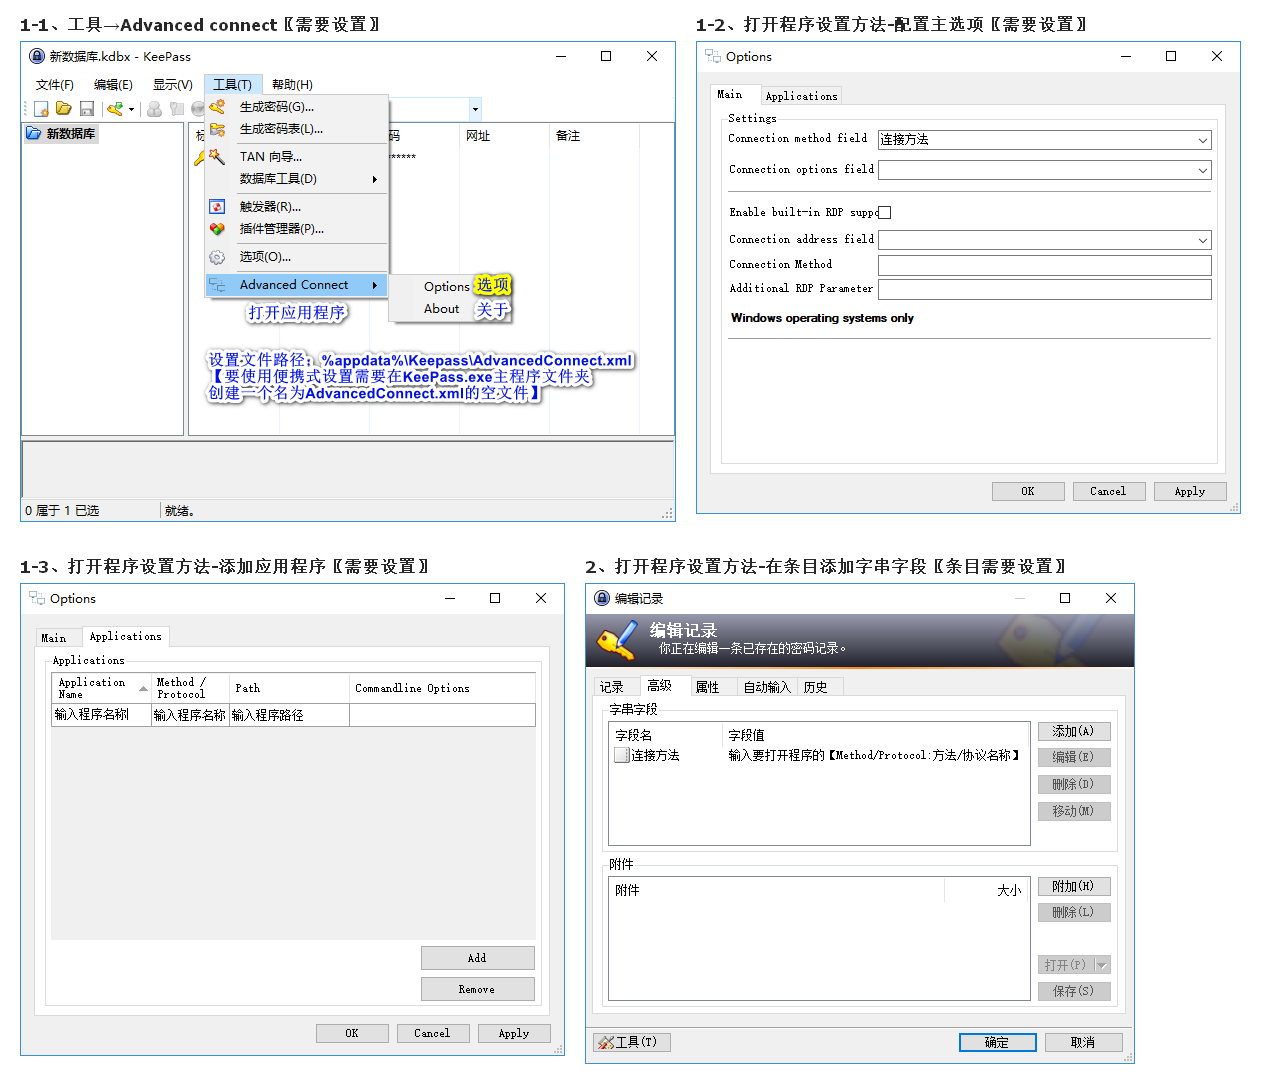 1-1、工具→Advanced connect〖需要设置〗
新数据库.kdbx - KeePass
文件(F) 编辑(E) 显示(V) 工具(T) 帮助(H)
新数据库
码 网址 备注
******
生成密码(G)...
生成密码表(L)...
TAN 向导...
数据库工具(D)
触发器(R)...
插件管理器(P)...
选项(O)...
Advanced Connect
Options 选项
About 关于
打开应用程序
设置文件路径：%appdata%\Keepass\AdvancedConnect.xml
【要使用便携式设置需要在KeePass.exe主程序文件夹
创建一个名为AdvancedConnect.xml的空文件】
0 属于 1 已选 就绪。
1-2、打开程序设置方法-配置主选项〖需要设置〗
Options
Main Applications
Settings
Connection method field 连接方法
Connection options field
Enable built-in RDP suppo
Connection address field
Connection Method
Additional RDP Parameter
Windows operating systems only
OK Cancel Apply
1-3、打开程序设置方法-添加应用程序〖需要设置〗
Options
Main Applications
Applications
Application Name Method / Protocol Path Commandline Options
输入程序名称 输入程序名称 输入程序路径
Add
Remove
OK Cancel Apply
2、打开程序设置方法-在条目添加字串字段〖条目需要设置〗
编辑记录
编辑记录
你正在编辑一条已存在的密码记录。
记录 高级 属性 自动输入 历史
字串字段
字段名 字段值
连接方法 输入要打开程序的【Method/Protocol:方法/协议名称】
添加(A)
编辑(E)
删除(D)
移动(M)
附件
附件 大小
附加(H)
删除(L)
打开(P)
保存(S)
工具(T) 确定 取消